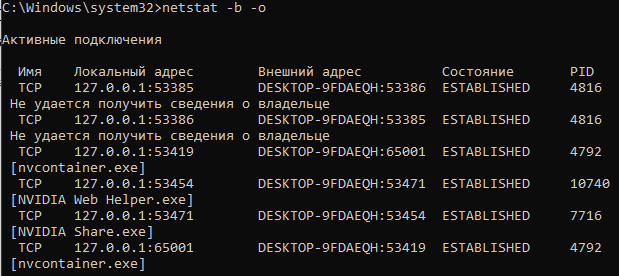 C:\Windows\system32>netstat -b -o
Активные подключения
Имя Локальный адрес Внешний адрес Состояние PID
TCP 127.0.0.1:53385 DESKTOP-9FDAEQH:53386 ESTABLISHED 4816
Не удается получить сведения о владельце
TCP 127.0.0.1:53386 DESKTOP-9FDAEQH:53385 ESTABLISHED 4816
Не удается получить сведения о владельце
TCP 127.0.0.1:53419 DESKTOP-9FDAEQH:65001 ESTABLISHED 4792
[nvcontainer.exe]
TCP 127.0.0.1:53454 DESKTOP-9FDAEQH:53471 ESTABLISHED 10740
[NVIDIA Web Helper.exe]
TCP 127.0.0.1:53471 DESKTOP-9FDAEQH:53454 ESTABLISHED 7716
[NVIDIA Share.exe]
TCP 127.0.0.1:65001 DESKTOP-9FDAEQH:53419 ESTABLISHED 4792
[nvcontainer.exe]